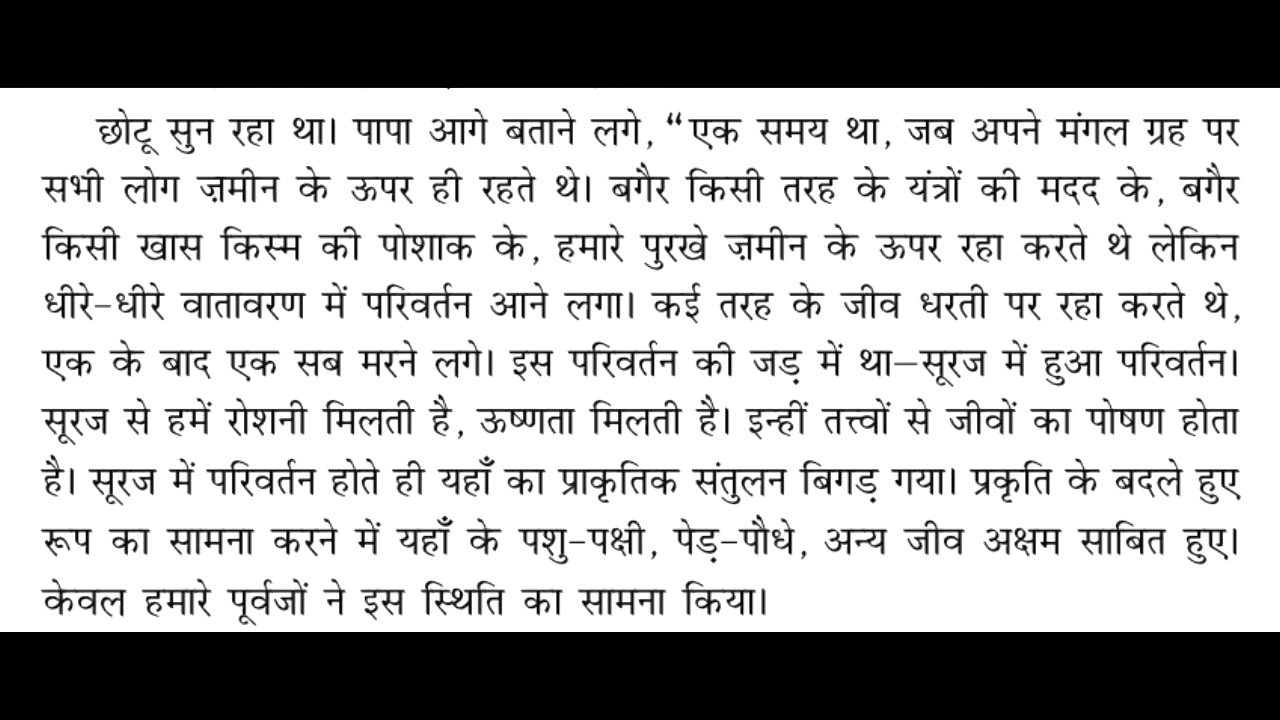 छोटू सुन रहा था। पापा आगे बताने लगे, “एक समय था, जब अपने मंगल ग्रह पर
सभी लोग ज़मीन के ऊपर ही रहते थे। बगैर किसी तरह के यंत्रों की मदद के, बगैर
किसी खास किस्म की पोशाक के, हमारे पुरखे ज़मीन के ऊपर रहा करते थे लेकिन
धीरे-धीरे वातावरण में परिवर्तन आने लगा। कई तरह के जीव धरती पर रहा करते थे,
एक के बाद एक सब मरने लगे। इस परिवर्तन की जड़ में था—सूरज में हुआ परिवर्तन।
सूरज से हमें रोशनी मिलती है, ऊष्णता मिलती है। इन्हीं तत्त्वों से जीवों का पोषण होता
है। सूरज में परिवर्तन होते ही यहाँ का प्राकृतिक संतुलन बिगड़ गया। प्रकृति के बदले हुए
रूप का सामना करने में यहाँ के पशु-पक्षी, पेड़-पौधे, अन्य जीव अक्षम साबित हुए।
केवल हमारे पूर्वजों ने इस स्थिति का सामना किया।